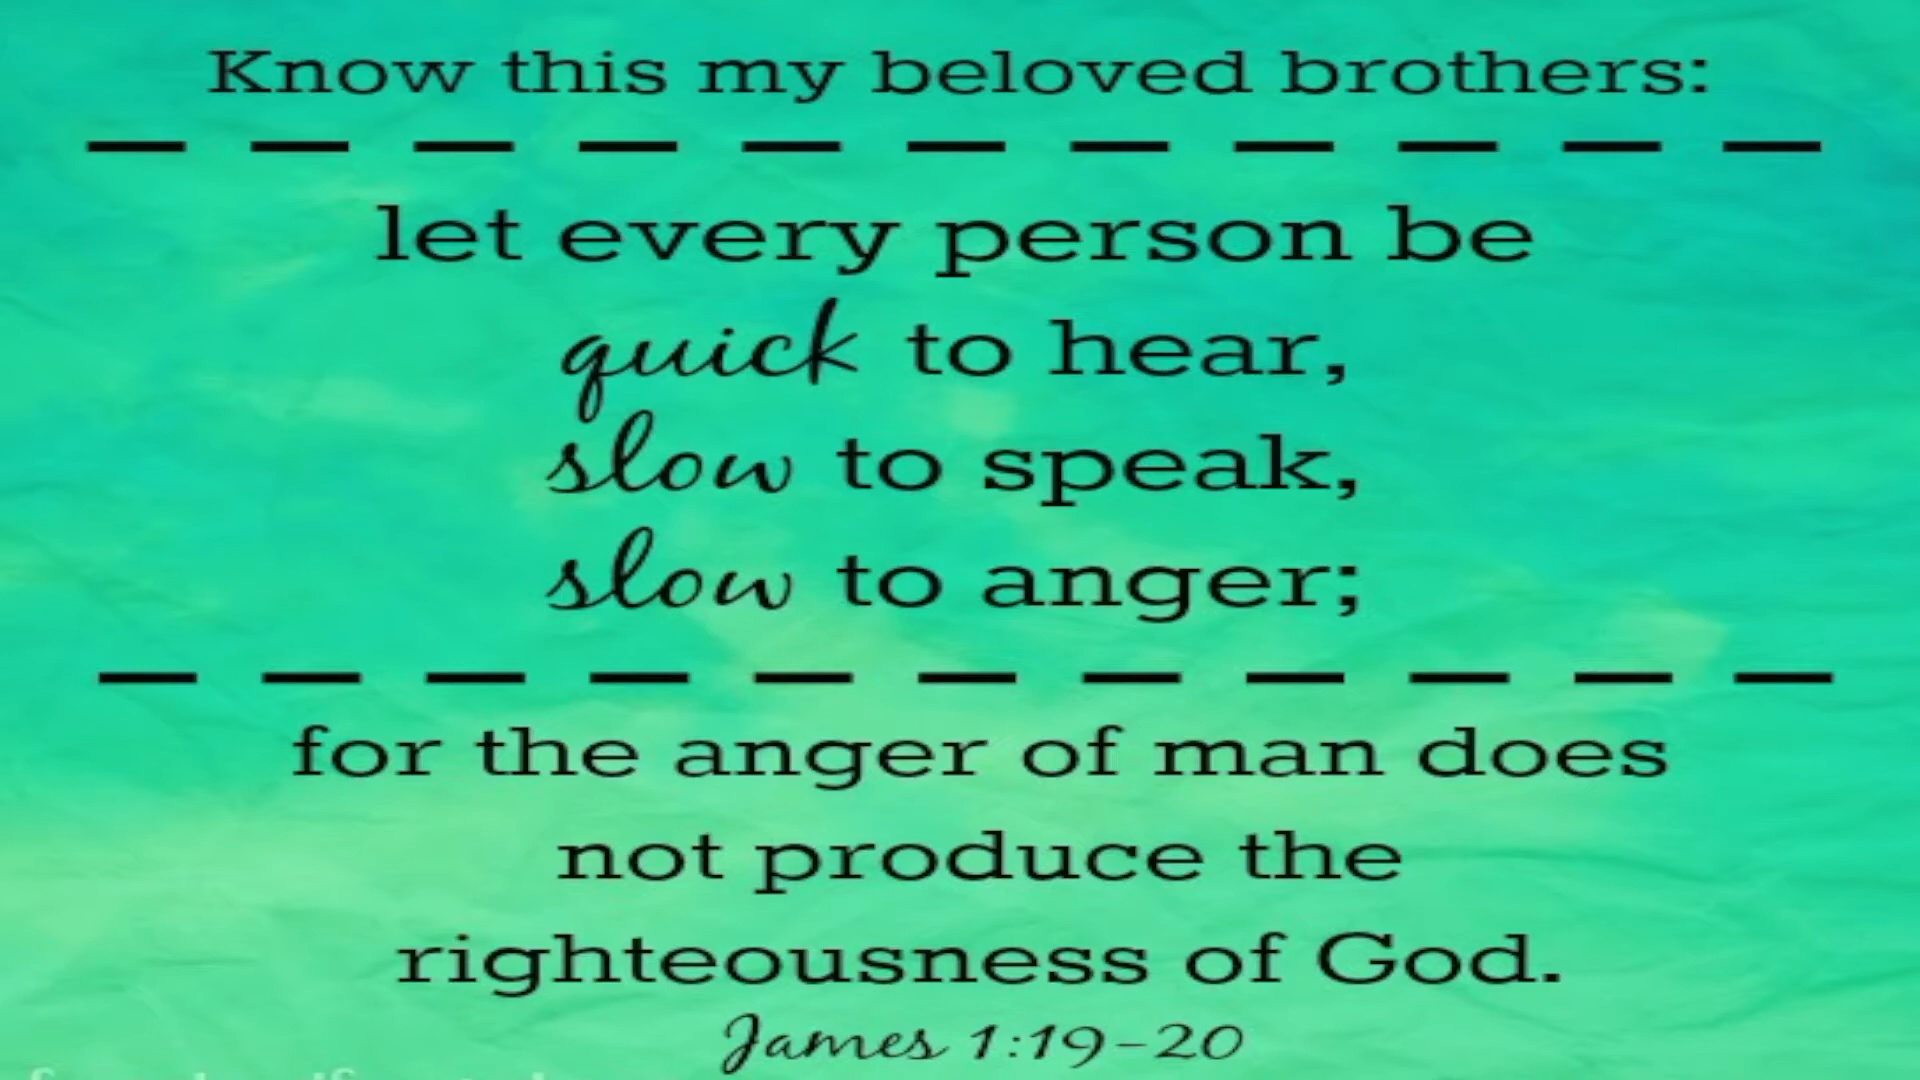 Know this my beloved brothers:
let every person be
quick to hear,
slow to speak,
slow to anger;
for the anger of man does
not produce the
righteousness of God.
James 1:19-20